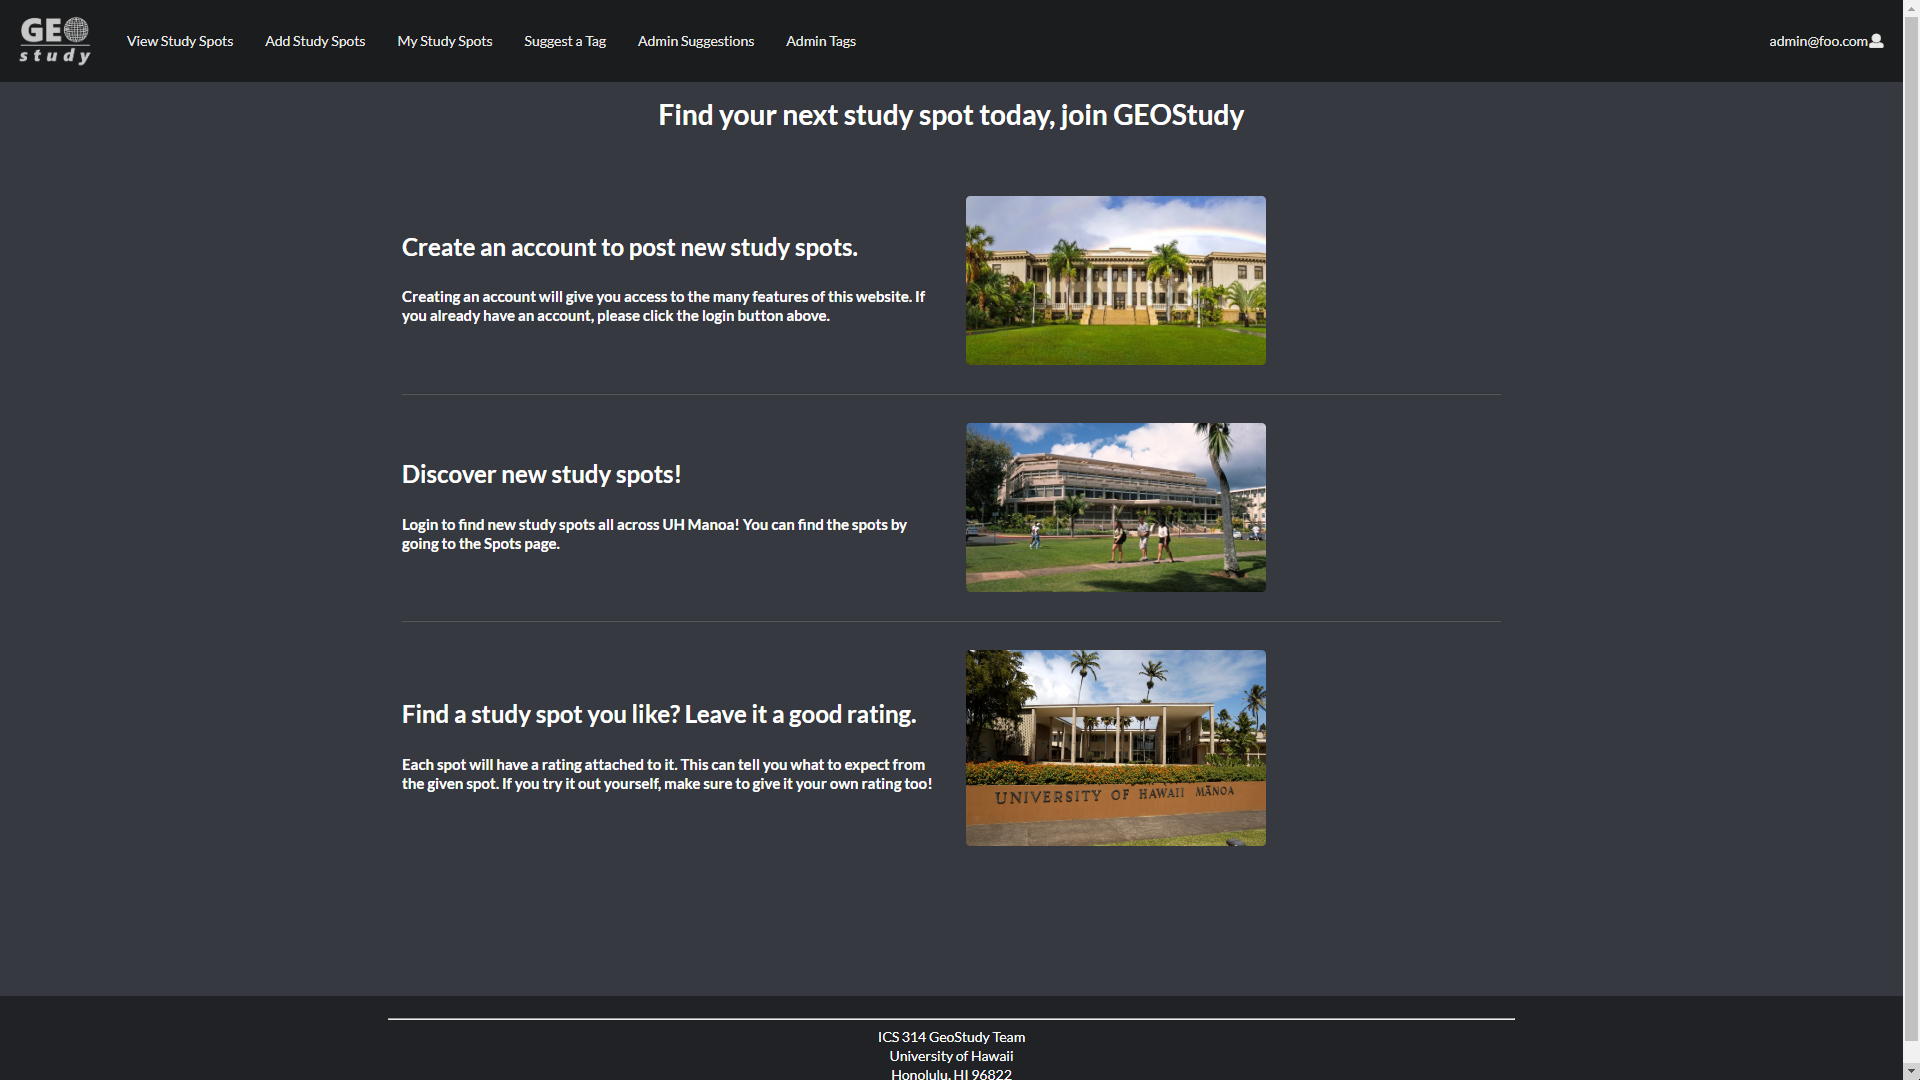 GEO
study
View Study Spots
Add Study Spots
My Study Spots
Suggest a Tag
Admin Suggestions
Admin Tags
admin@foo.com
Find your next study spot today, join GEOStudy
Create an account to post new study spots.
Creating an account will give you access to the many features of this website. If
you already have an account, please click the login button above.
Discover new study spots!
Login to find new study spots all across UH Manoa! You can find the spots by
going to the Spots page.
Find a study spot you like? Leave it a good rating.
Each spot will have a rating attached to it. This can tell you what to expect from
the given spot. If you try it out yourself, make sure to give it your own rating too!
UNIVERSITY OF HAWAII MĀNOA
ICS 314 GeoStudy Team
University of Hawaii
Honolulu, HI 96822